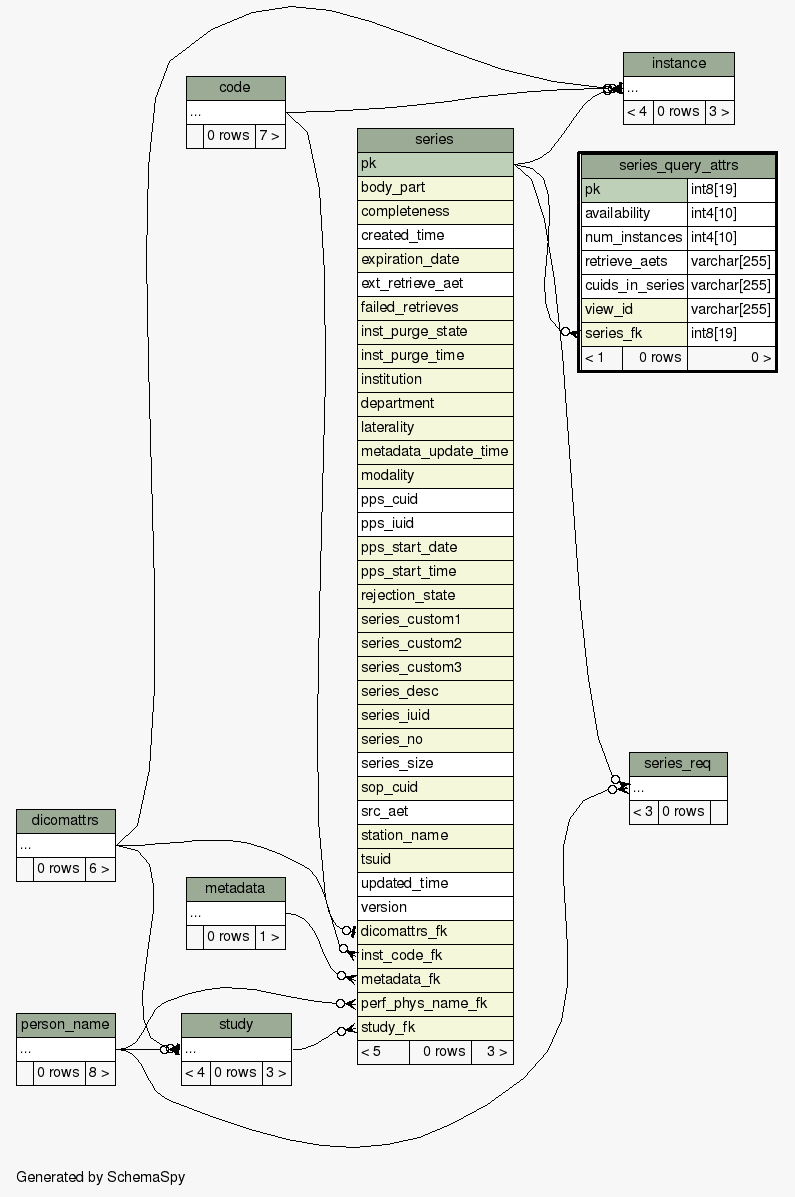 instance
...
< 4 0 rows 3 >
code
...
0 rows 7 >
series
pk
body_part
completeness
created_time
expiration_date
ext_retrieve_aet
failed_retrieves
inst_purge_state
inst_purge_time
institution
department
laterality
metadata_update_time
modality
pps_cuid
pps_iuid
pps_start_date
pps_start_time
rejection_state
series_custom1
series_custom2
series_custom3
series_desc
series_iuid
series_no
series_size
sop_cuid
src_aet
station_name
tsuid
updated_time
version
dicomattrs_fk
inst_code_fk
metadata_fk
perf_phys_name_fk
study_fk
< 5 0 rows 3 >
series_query_attrs
pk int8[19]
availability int4[10]
num_instances int4[10]
retrieve_aets varchar[255]
cuids_in_series varchar[255]
view_id varchar[255]
series_fk int8[19]
< 1 0 rows 0 >
series_req
...
< 3 0 rows
dicomattrs
...
0 rows 6 >
metadata
...
0 rows 1 >
person_name
...
0 rows 8 >
study
...
< 4 0 rows 3 >
Generated by SchemaSpy